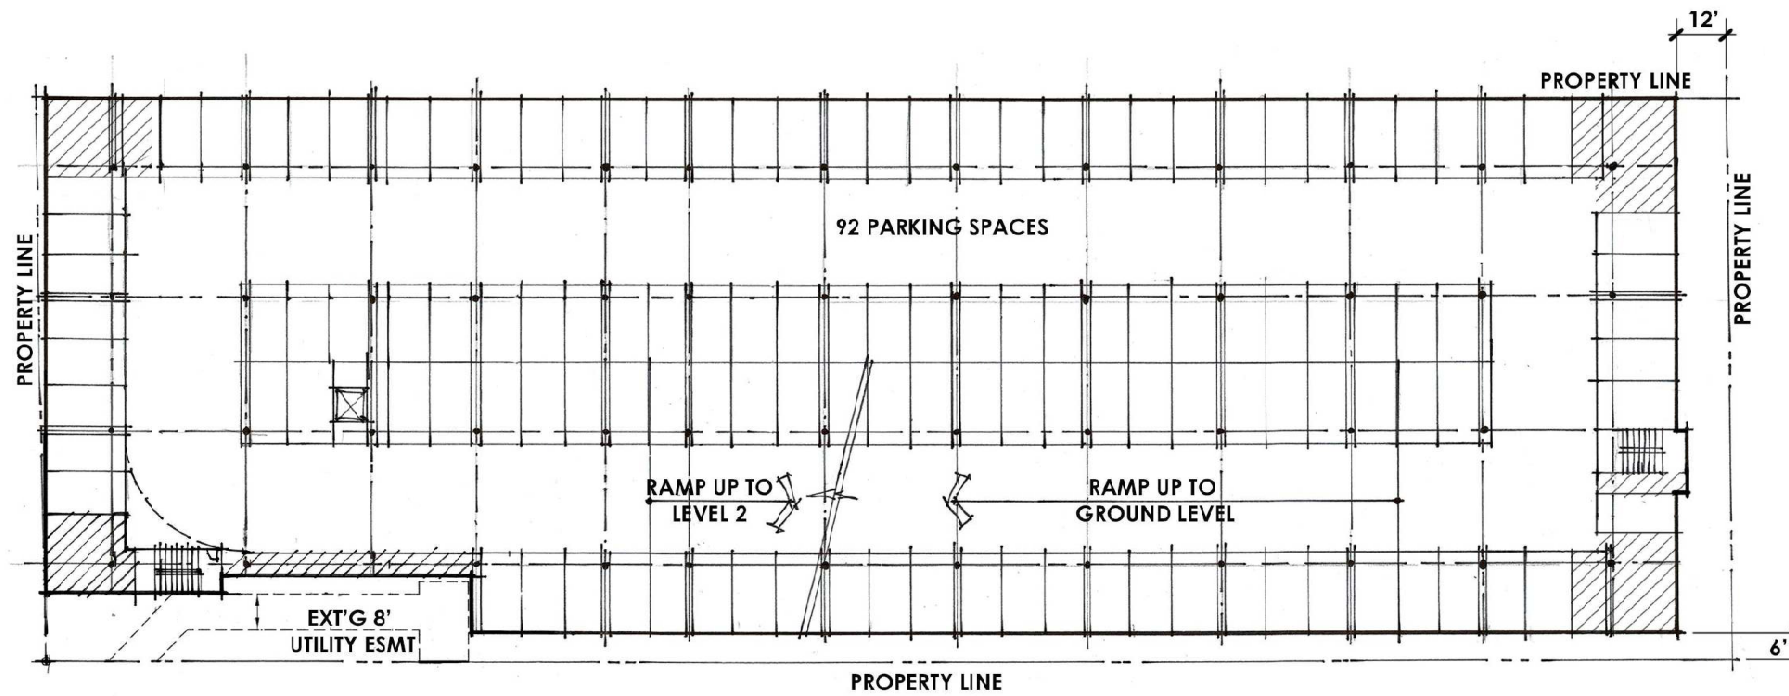 12'
PROPERTY LINE
PROPERTY LINE
PROPERTY LINE
92 PARKING SPACES
RAMP UP TO
LEVEL 2
RAMP UP TO
GROUND LEVEL
EXT'G 8'
UTILITY ESMT
6'
PROPERTY LINE